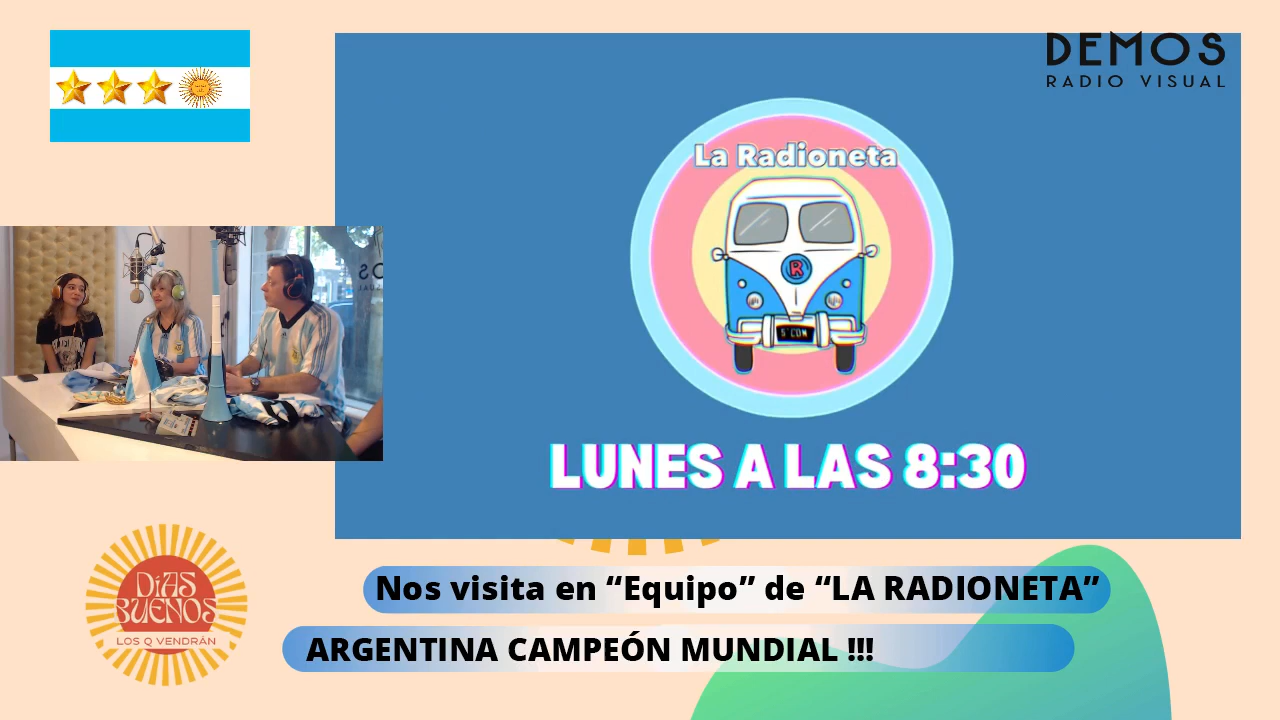 DEMOS
RADIO VISUAL
La Radioneta
R
LUNES A LAS 8:30
DíAS
BUENOS
LOS Q VENDRÁN
Nos visita en “Equipo” de “LA RADIONETA”
ARGENTINA CAMPEÓN MUNDIAL !!!